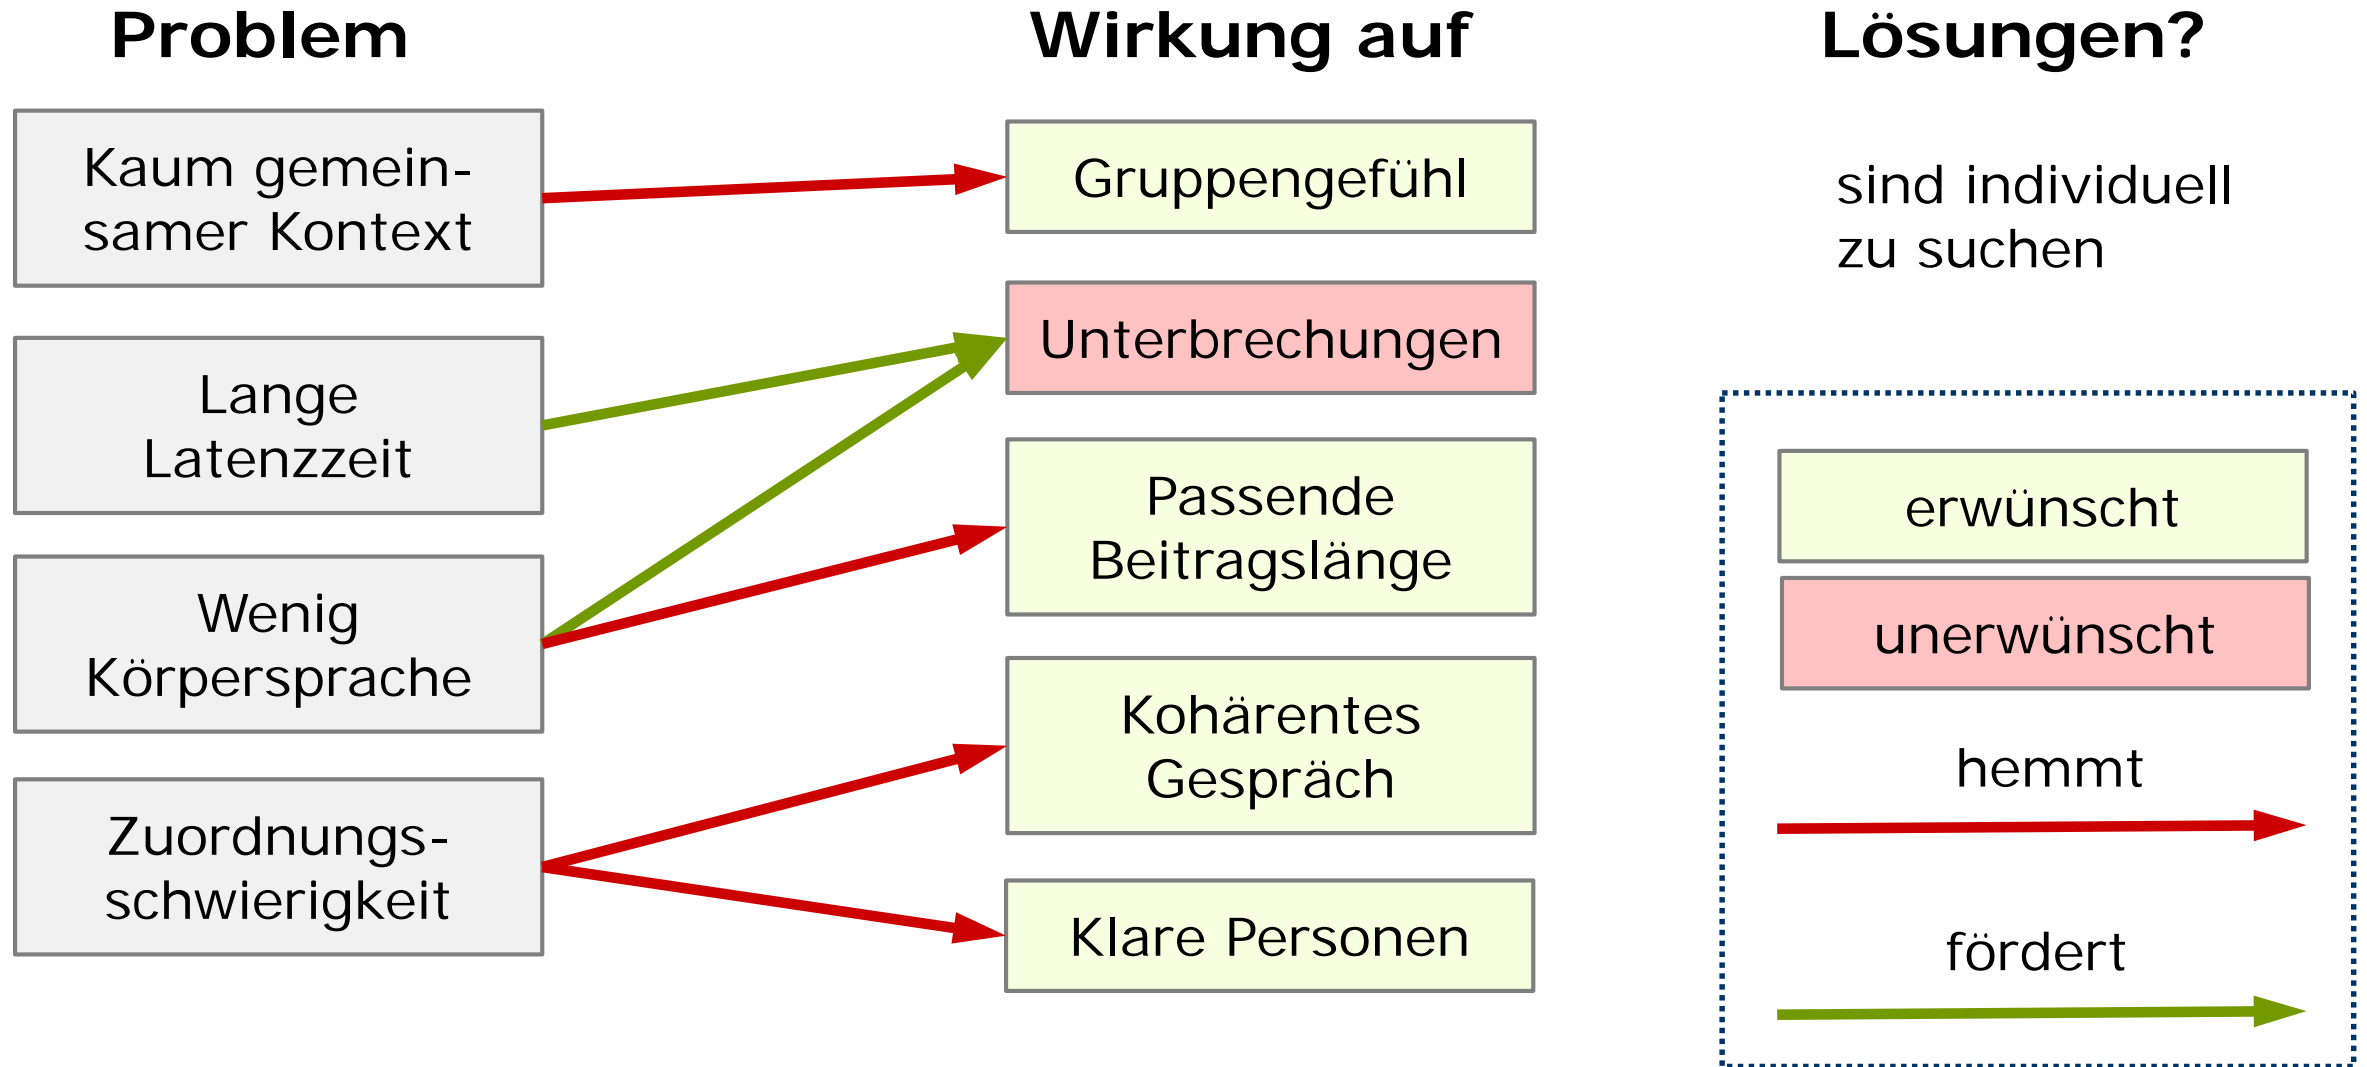 Problem
Wirkung auf
Lösungen?
Kaum gemein-
samer Kontext
Lange
Latenzzeit
Wenig
Körpersprache
Zuordnungs-
schwierigkeit
Gruppengefühl
Unterbrechungen
Passende
Beitragslänge
Kohärentes
Gespräch
Klare Personen
sind individuell
zu suchen
erwünscht
unerwünscht
hemmt
fördert